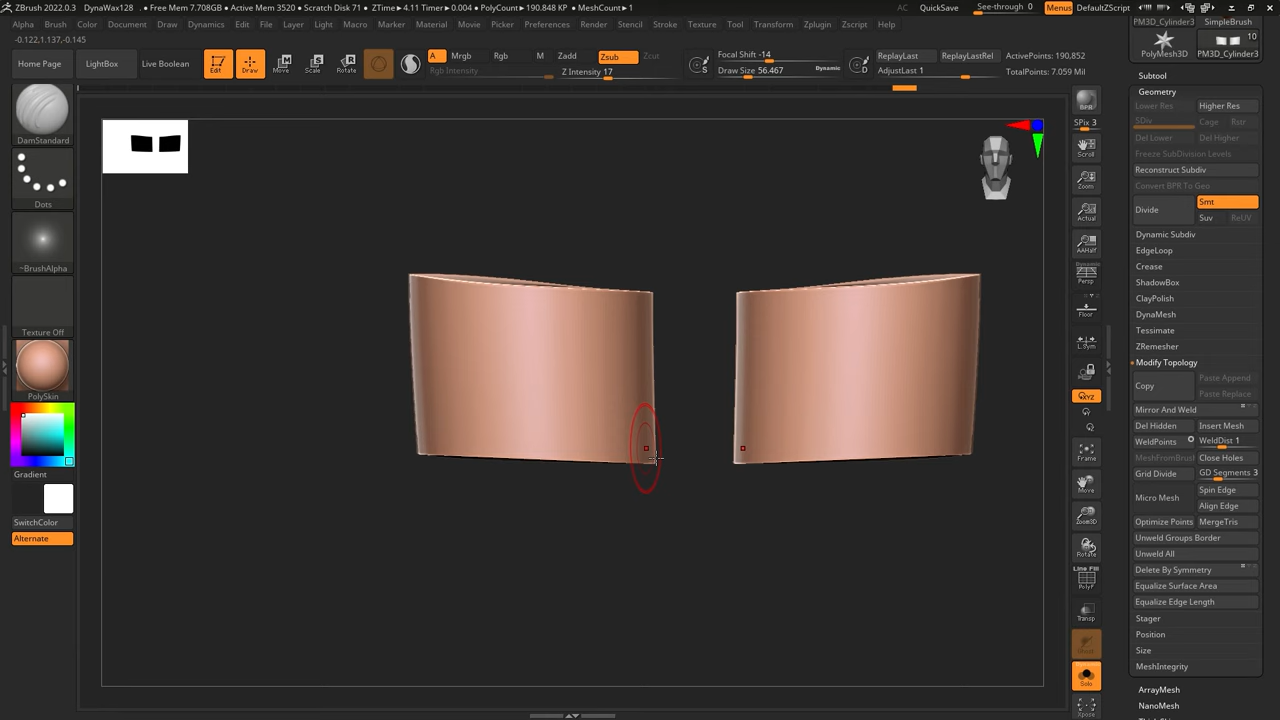 ZBrush 2022.0.3 DynaWax128 . ● Free Mem 7.708GB ● Active Mem 3520 ● Scratch Disk 71 ● ZTime▸4.11 Timer▸0.004 ● PolyCount▸190.848 KP ● MeshCount▸1 AC QuickSave See-through 0 Menus DefaultZScript
Alpha Brush Color Document Draw Dynamics Edit File Layer Light Macro Marker Material Movie Picker Preferences Render Stencil Stroke Texture Tool Transform Zplugin Zscript Help
-0.122,1.137,-0.145
Home Page LightBox Live Boolean
Edit Draw Move Scale Rotate
A Mrgb Rgb M Zadd Zsub Zcut
Rgb Intensity Z Intensity 17
Focal Shift -14
Draw Size 56.467 Dynamic
S
D
ReplayLast ReplayLastRel ActivePoints: 190,852
AdjustLast 1 TotalPoints: 7.059 Mil
DamStandard
Dots
~BrushAlpha
Texture Off
PolySkin
Gradient
SwitchColor
Alternate
BPR
SPix 3
Scroll
Zoom
Actual
AAHalf
Dynamic
Persp
Floor
L.Sym
XYZ
Frame
Move
Zoom3D
Rotate
Line Fill
PolyF
Transp
Solo
Xpose
PM3D_Cylinder3 SimpleBrush
10
PolyMesh3D PM3D_Cylinder3
Subtool
Geometry
Lower Res Higher Res
SDiv Cage Rstr
Del Lower Del Higher
Freeze SubDivision Levels
Reconstruct Subdiv
Convert BPR To Geo
Divide Smt
Suv ReUV
Dynamic Subdiv
EdgeLoop
Crease
ShadowBox
ClayPolish
DynaMesh
Tessimate
ZRemesher
Modify Topology
Copy Paste Append
Paste Replace
Mirror And Weld
Del Hidden Insert Mesh
WeldPoints WeldDist 1
MeshFromBrush Close Holes
Grid Divide GD Segments 3
Micro Mesh Spin Edge
Align Edge
Optimize Points MergeTris
Unweld Groups Border
Unweld All
Delete By Symmetry
Equalize Surface Area
Equalize Edge Length
Stager
Position
Size
MeshIntegrity
ArrayMesh
NanoMesh